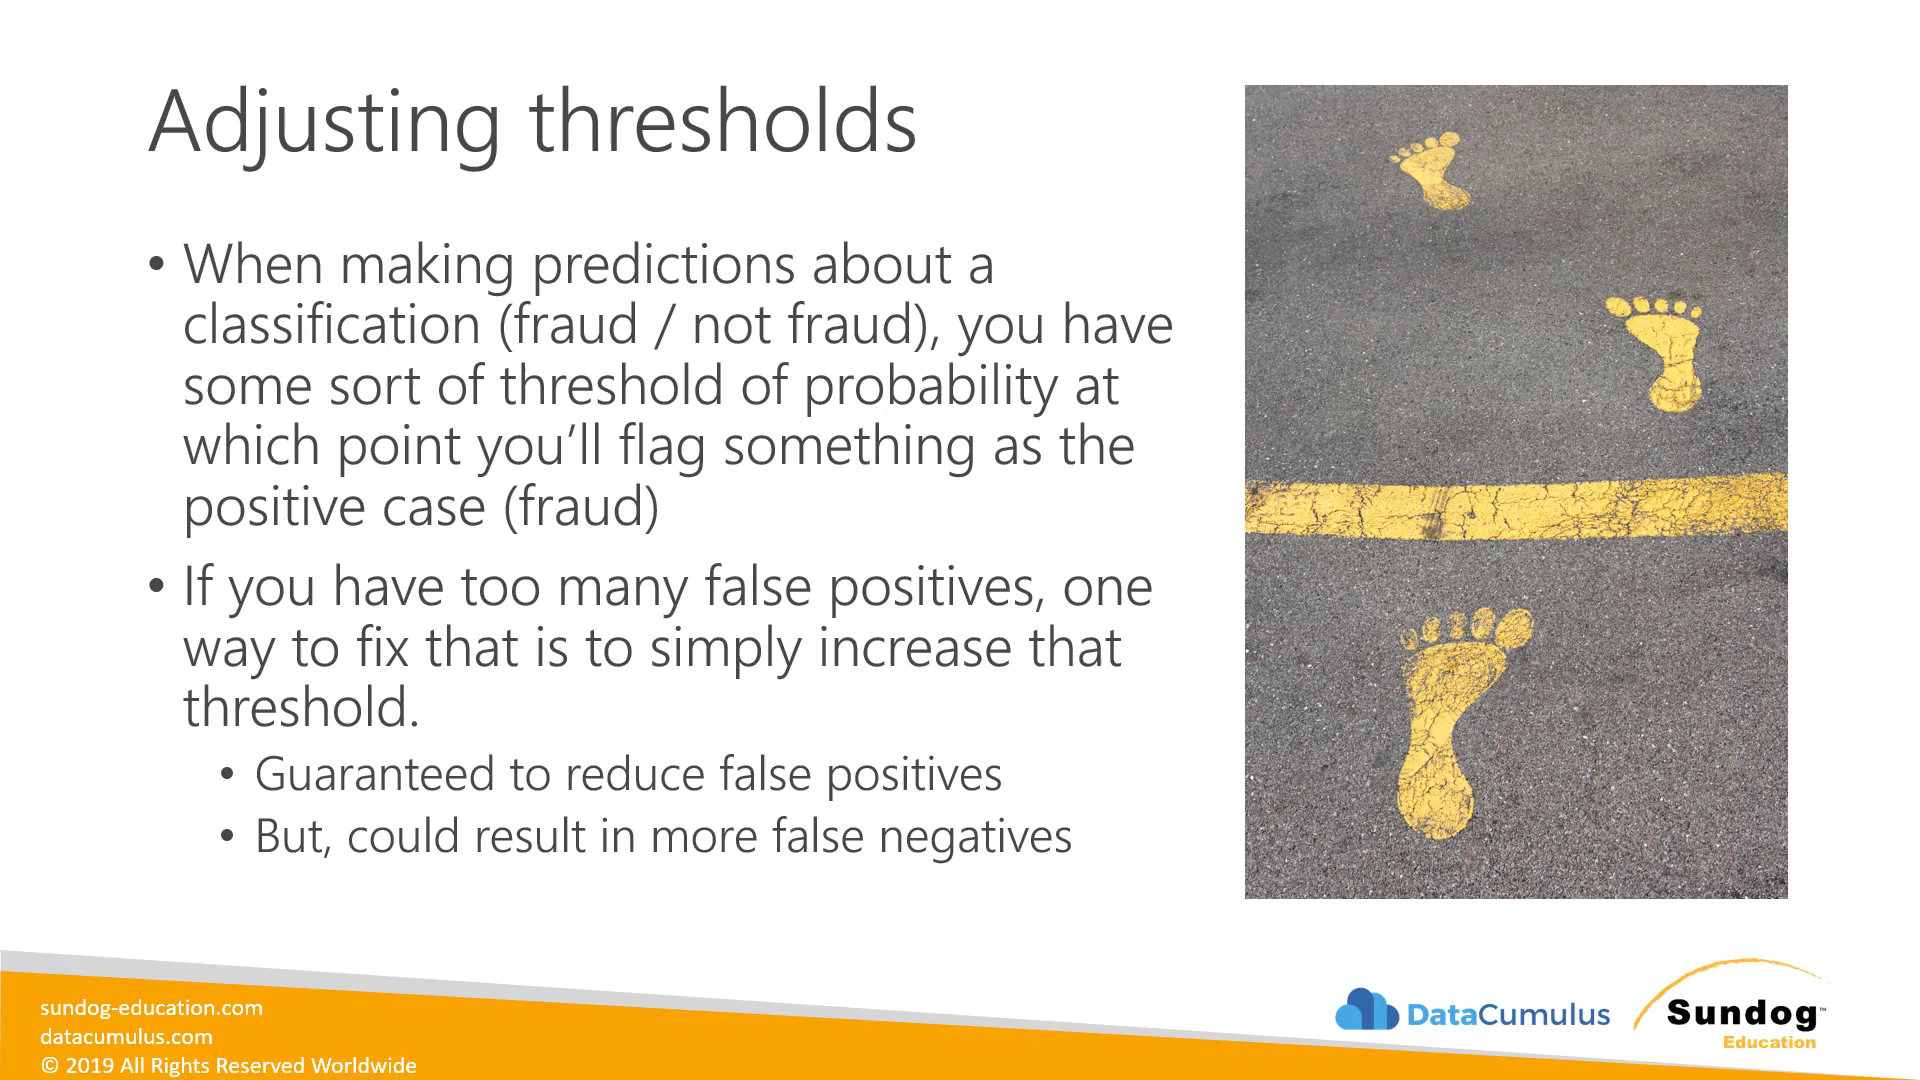 Adjusting thresholds
• When making predictions about a
classification (fraud / not fraud), you have
some sort of threshold of probability at
which point you’ll flag something as the
positive case (fraud)
• If you have too many false positives, one
way to fix that is to simply increase that
threshold.
• Guaranteed to reduce false positives
• But, could result in more false negatives
sundog-education.com
datacumulus.com
© 2019 All Rights Reserved Worldwide
DataCumulus
Sundog™
Education